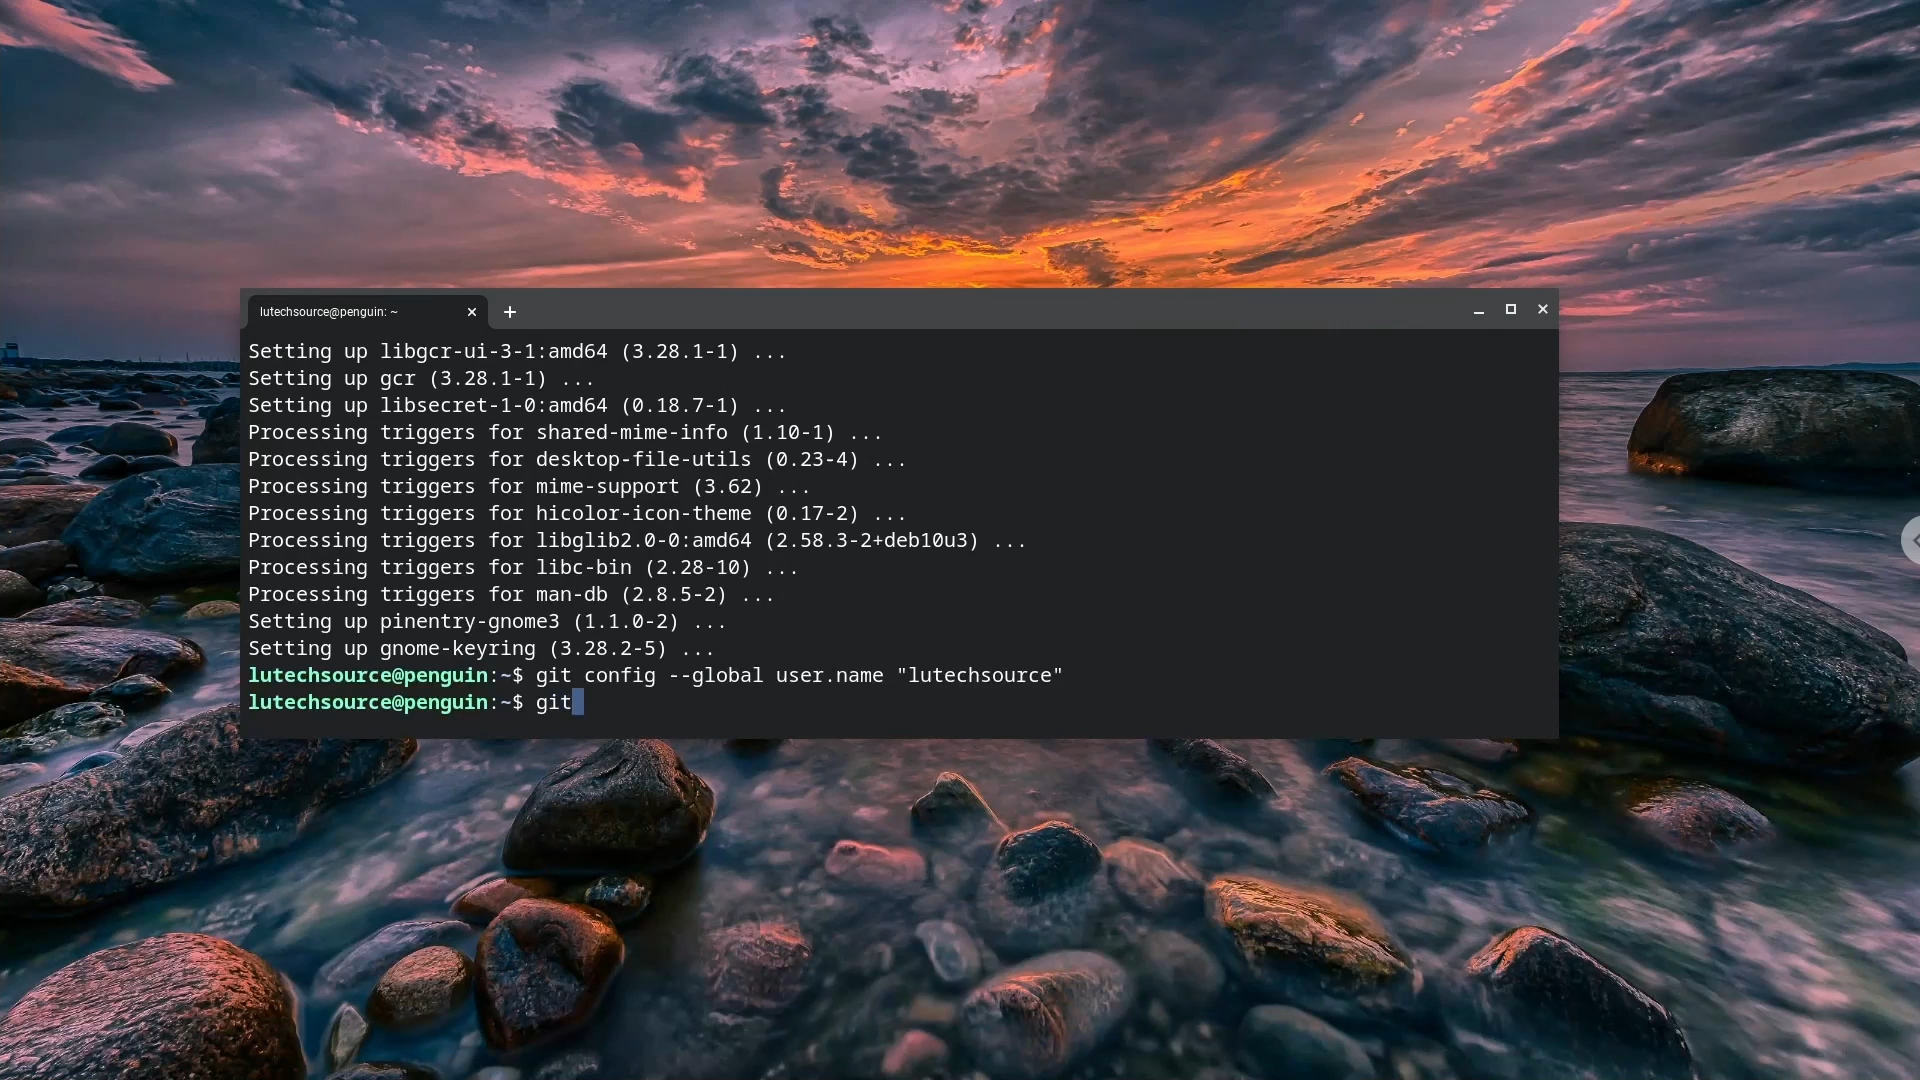 lutechsource@penguin: ~
Setting up libgcr-ui-3-1:amd64 (3.28.1-1) ...
Setting up gcr (3.28.1-1) ...
Setting up libsecret-1-0:amd64 (0.18.7-1) ...
Processing triggers for shared-mime-info (1.10-1) ...
Processing triggers for desktop-file-utils (0.23-4) ...
Processing triggers for mime-support (3.62) ...
Processing triggers for hicolor-icon-theme (0.17-2) ...
Processing triggers for libglib2.0-0:amd64 (2.58.3-2+deb10u3) ...
Processing triggers for libc-bin (2.28-10) ...
Processing triggers for man-db (2.8.5-2) ...
Setting up pinentry-gnome3 (1.1.0-2) ...
Setting up gnome-keyring (3.28.2-5) ...
lutechsource@penguin:~$ git config --global user.name "lutechsource"
lutechsource@penguin:~$ git